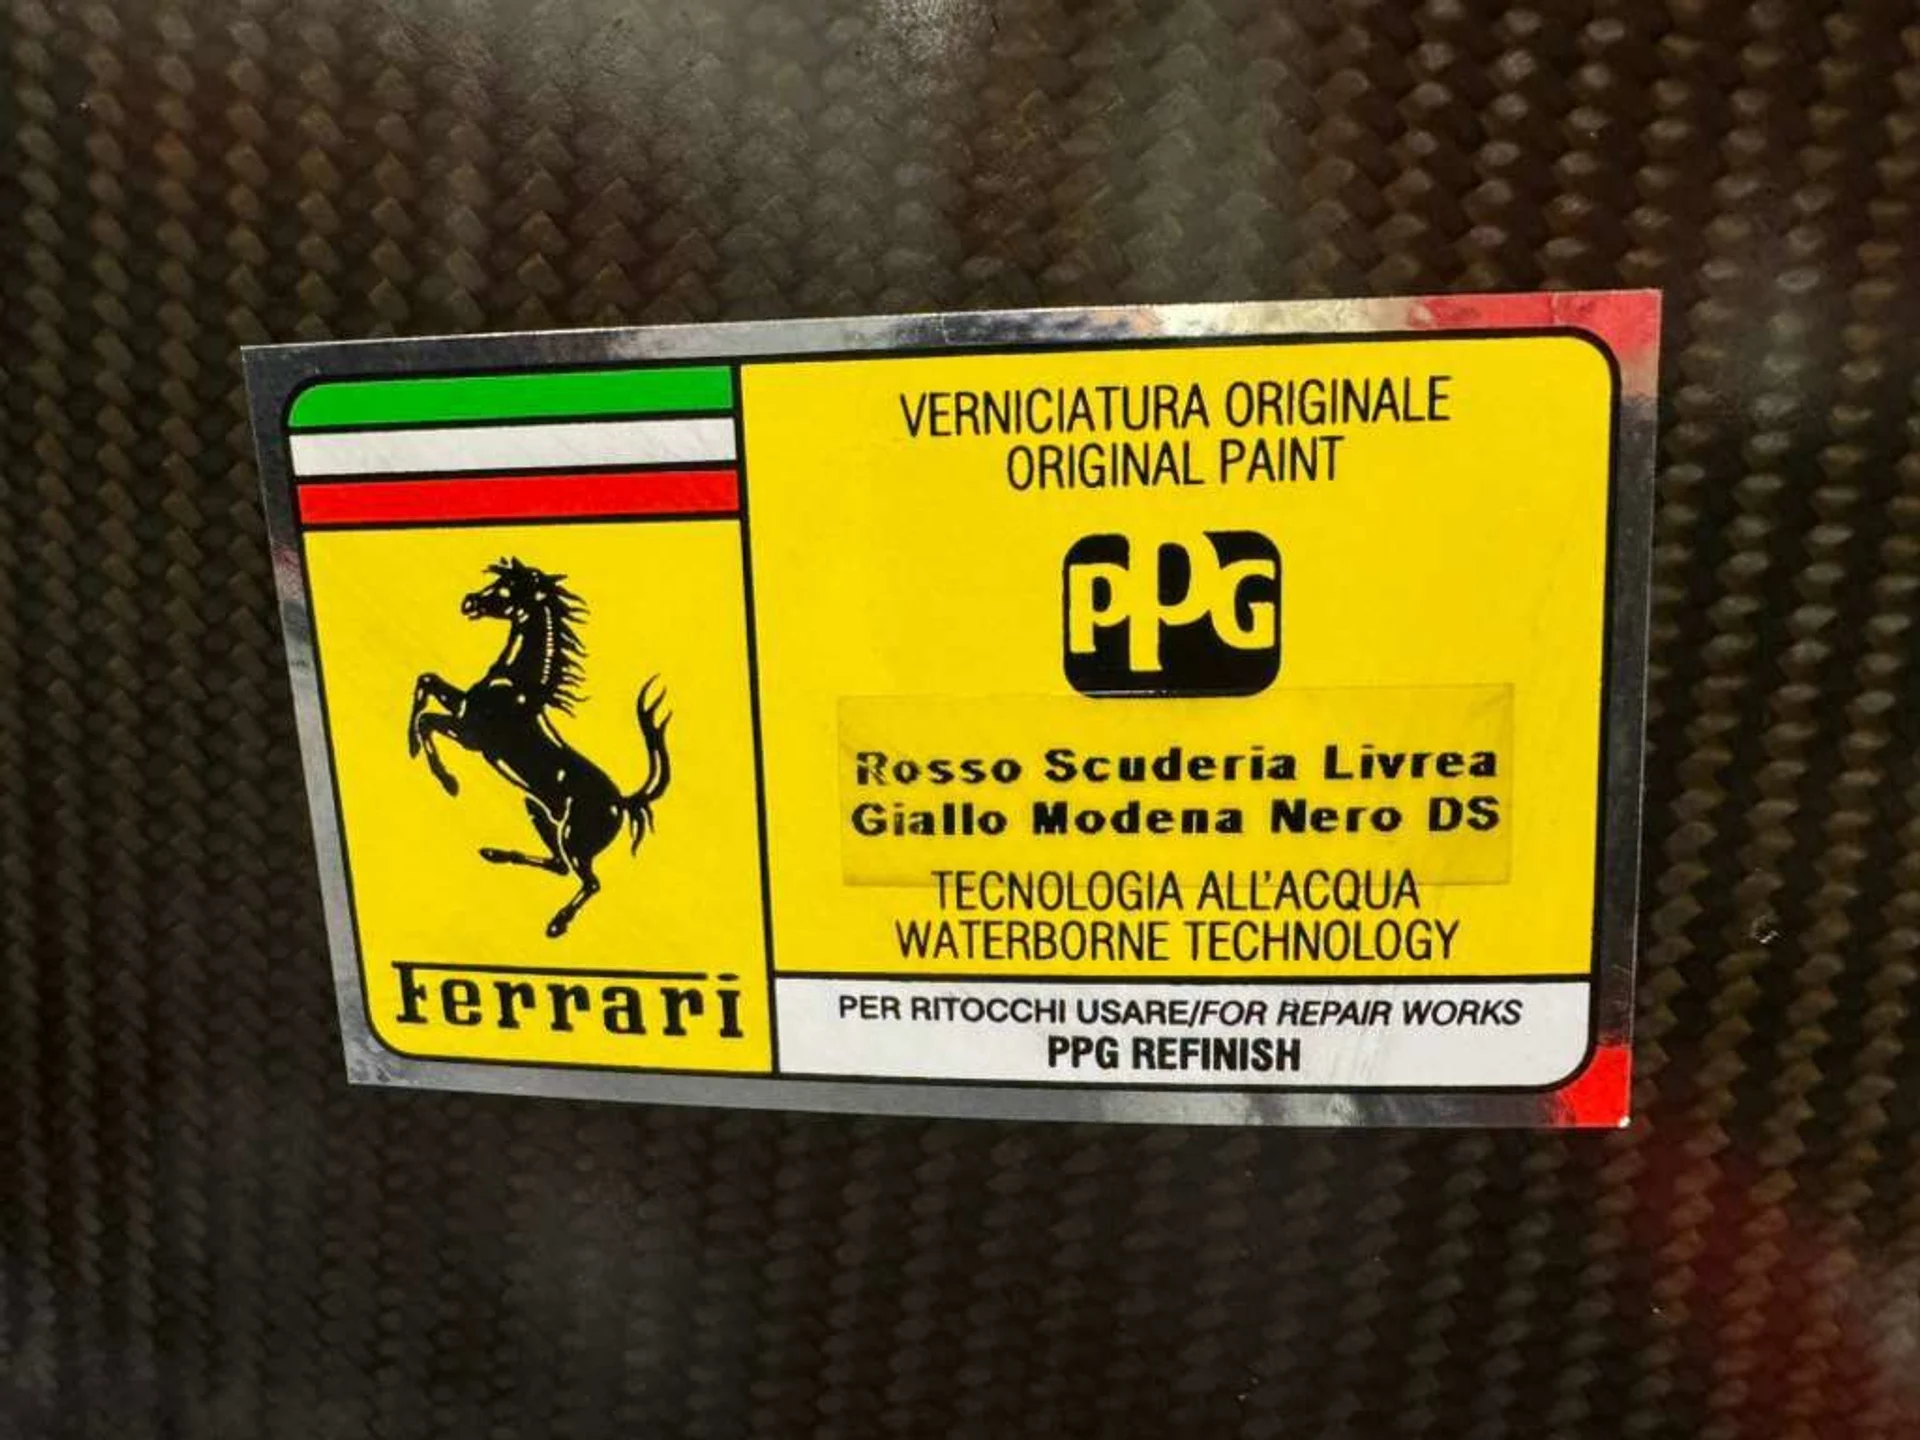 Ferrari
VERNICIATURA ORIGINALE
ORIGINAL PAINT
PPG
Rosso Scuderia Livrea
Giallo Modena Nero DS
TECNOLOGIA ALL'ACQUA
WATERBORNE TECHNOLOGY
PER RITOCCHI USARE/FOR REPAIR WORKS
PPG REFINISH